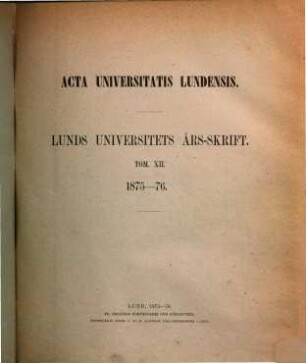 ACTA UNIVERSITATIS LUNDENSIS.
LUNDS UNIVERSITETS ÅRS-SKRIFT.
TOM. XII.
1875—76.
LUND, 1875—76.